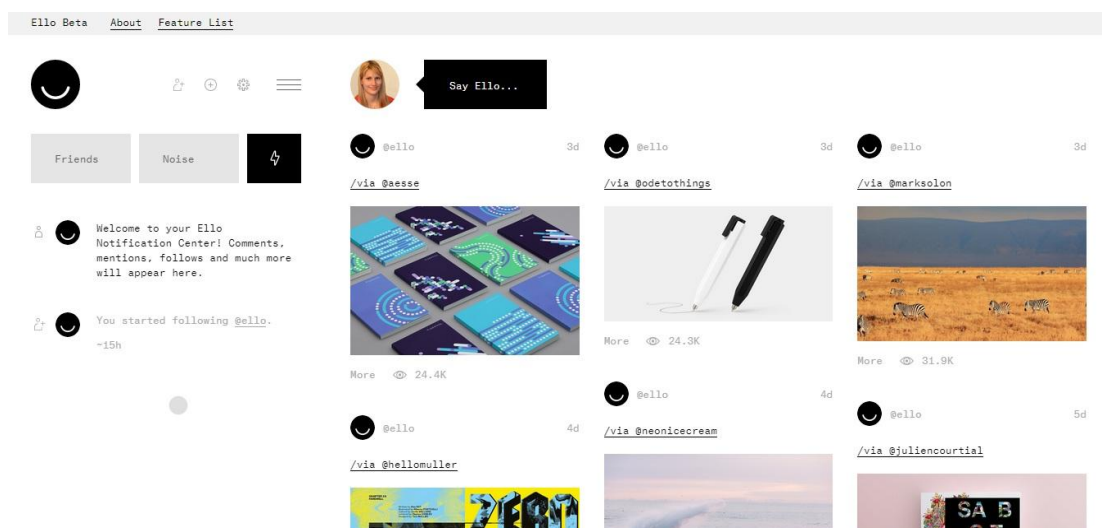 Ello Beta About Feature List
Say Ello...
Friends Noise
Welcome to your Ello
Notification Center! Comments,
mentions, follows and much more
will appear here.
You started following @ello.
~15h
@ello 3d
/via @aesse
More 24.4K
@ello 4d
/via @hellomuller
ZERO
@ello 3d
/via @odetothings
More 24.3K
@ello 4d
/via @neonicecream
@ello 3d
/via @marksolon
More 31.9K
@ello 5d
/via @juliencourtial
SA B